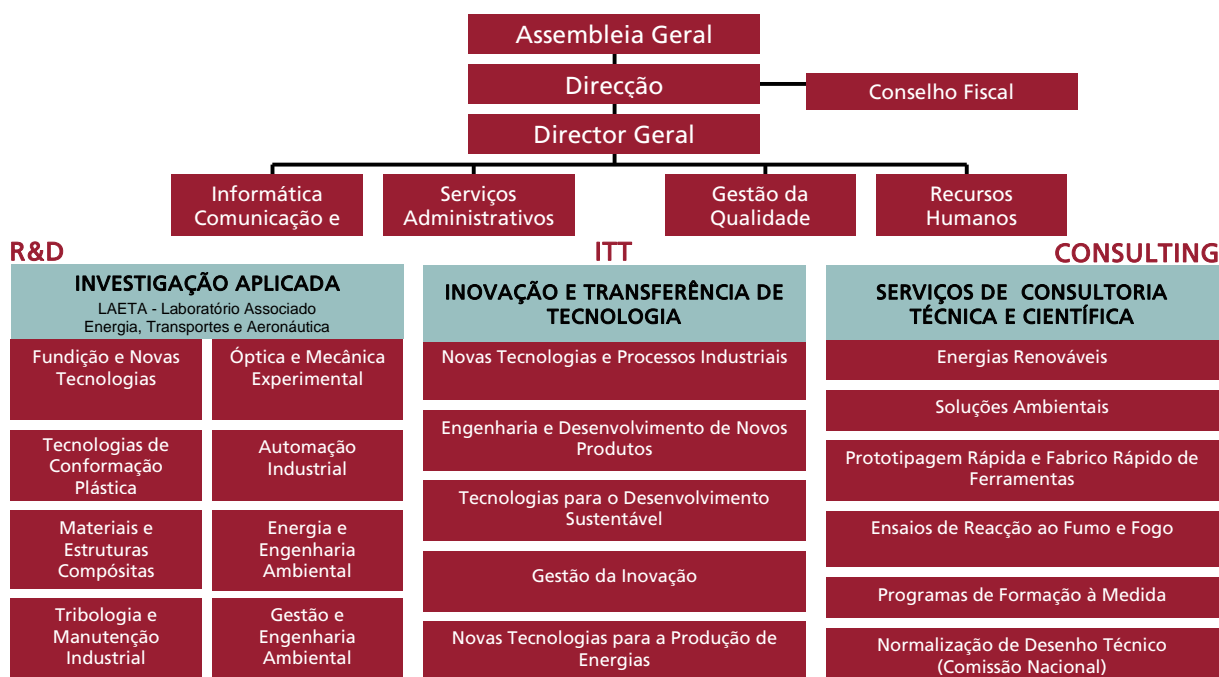 Assembleia Geral
Direcção
Conselho Fiscal
Director Geral
Informática
Comunicação e
Serviços
Administrativos
Gestão da
Qualidade
Recursos
Humanos
R&D
ITT
CONSULTING
INVESTIGAÇÃO APLICADA
LAETA - Laboratório Associado
Energia, Transportes e Aeronáutica
Fundição e Novas
Tecnologias
Óptica e Mecânica
Experimental
Tecnologias de
Conformação
Plástica
Automação
Industrial
Materiais e
Estruturas
Compósitas
Energia e
Engenharia
Ambiental
Tribologia e
Manutenção
Industrial
Gestão e
Engenharia
Ambiental
INOVAÇÃO E TRANSFERÊNCIA DE
TECNOLOGIA
Novas Tecnologias e Processos Industriais
Engenharia e Desenvolvimento de Novos
Produtos
Tecnologias para o Desenvolvimento
Sustentável
Gestão da Inovação
Novas Tecnologias para a Produção de
Energias
SERVIÇOS DE CONSULTORIA
TÉCNICA E CIENTÍFICA
Energias Renováveis
Soluções Ambientais
Prototipagem Rápida e Fabrico Rápido de
Ferramentas
Ensaios de Reacção ao Fumo e Fogo
Programas de Formação à Medida
Normalização de Desenho Técnico
(Comissão Nacional)